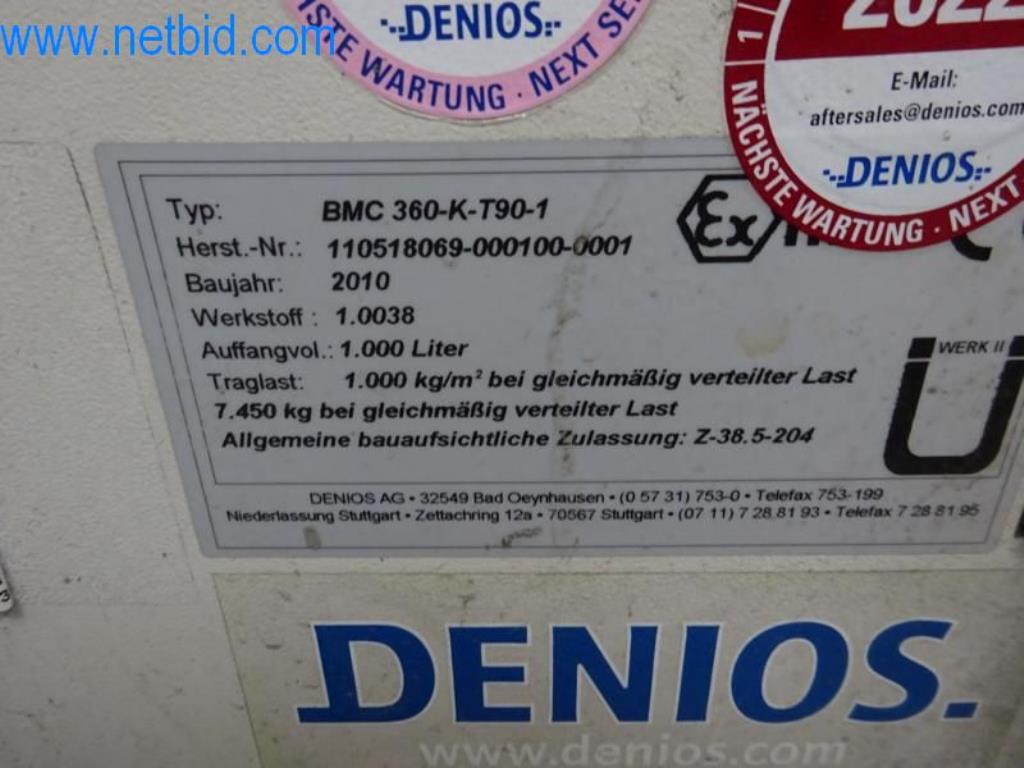 www.netbid.com
DENIOS
WARTUNG · NEXT
2022
1
E-Mail:
aftersales@denios.com
DENIOS
NÄCHSTE WARTUNG · NEXT
Typ: BMC 360-K-T90-1
Herst.-Nr.: 110518069-000100-0001
Baujahr: 2010
Werkstoff : 1.0038
Auffangvol.: 1.000 Liter
Traglast: 1.000 kg/m² bei gleichmäßig verteilter Last
7.450 kg bei gleichmäßig verteilter Last
Allgemeine bauaufsichtliche Zulassung: Z-38.5-204
Ex
WERK II
Ü
DENIOS AG • 32549 Bad Oeynhausen • (0 57 31) 753-0 • Telefax 753-199
Niederlassung Stuttgart • Zettachring 12a • 70567 Stuttgart • (07 11) 7 28 81 93 • Telefax 7 28 81 95
DENIOS.
www.denios.com